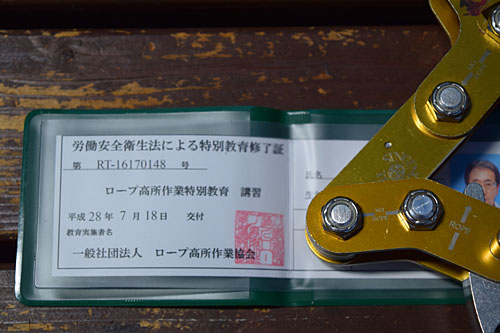 労働安全衛生法による特別教育修了証
第 RT-16170148 号
ロープ高所作業特別教育 講習
平成 28年 7月 18日 交付
教育実施者名
一般社団法人 ロープ高所作業協会
氏名
1
ROPE